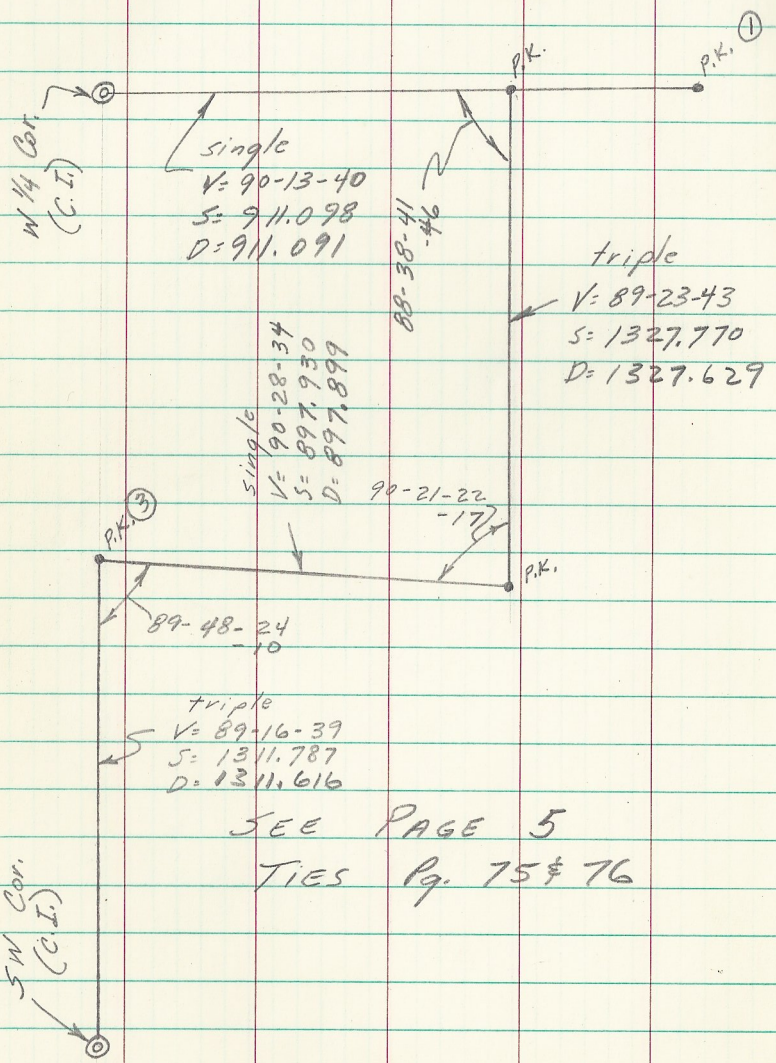 ①
P.K.
P.K.
W 1/4 Cor.
(C.I.)
single
V= 90-13-40
S= 911.098
D= 911.091
88-38-41
-46
triple
V= 89-23-43
S= 1327.770
D= 1327.629
single
V= 90-28-34
S= 897.930
D= 897.899
90-21-22
-17
P.K. ③
P.K.
89-48-24
-10
triple
V= 89-16-39
S= 1311.787
D= 1311.616
SEE PAGE 5
TIES Pg. 75 & 76
SW Cor.
(C.I.)